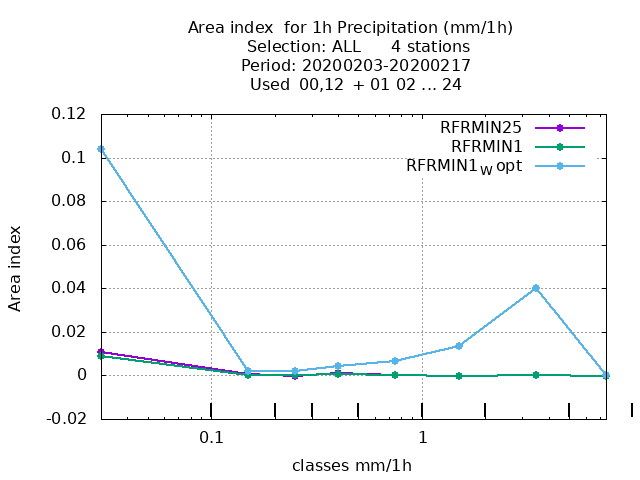 Area index  for 1h Precipitation (mm/1h)
Selection: ALL      4 stations
Period: 20200203-20200217
Used  00,12  + 01 02 ... 24
RFRMIN25
RFRMIN1
RFRMIN1W opt
0.12
0.1
0.08
0.06
0.04
0.02
0
-0.02
Area index
0.1
1
classes mm/1h